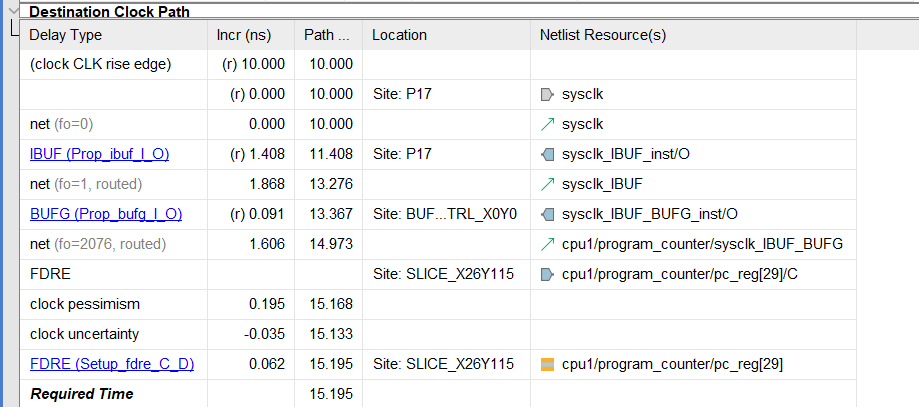 Destination Clock Path
Delay Type Incr (ns) Path ... Location Netlist Resource(s)
(clock CLK rise edge) (r) 10.000 10.000
(r) 0.000 10.000 Site: P17 sysclk
net (fo=0) 0.000 10.000 sysclk
IBUF (Prop_ibuf_I_O) (r) 1.408 11.408 Site: P17 sysclk_IBUF_inst/O
net (fo=1, routed) 1.868 13.276 sysclk_IBUF
BUFG (Prop_bufg_I_O) (r) 0.091 13.367 Site: BUF...TRL_X0Y0 sysclk_IBUF_BUFG_inst/O
net (fo=2076, routed) 1.606 14.973 cpu1/program_counter/sysclk_IBUF_BUFG
FDRE Site: SLICE_X26Y115 cpu1/program_counter/pc_reg[29]/C
clock pessimism 0.195 15.168
clock uncertainty -0.035 15.133
FDRE (Setup_fdre_C_D) 0.062 15.195 Site: SLICE_X26Y115 cpu1/program_counter/pc_reg[29]
Required Time 15.195